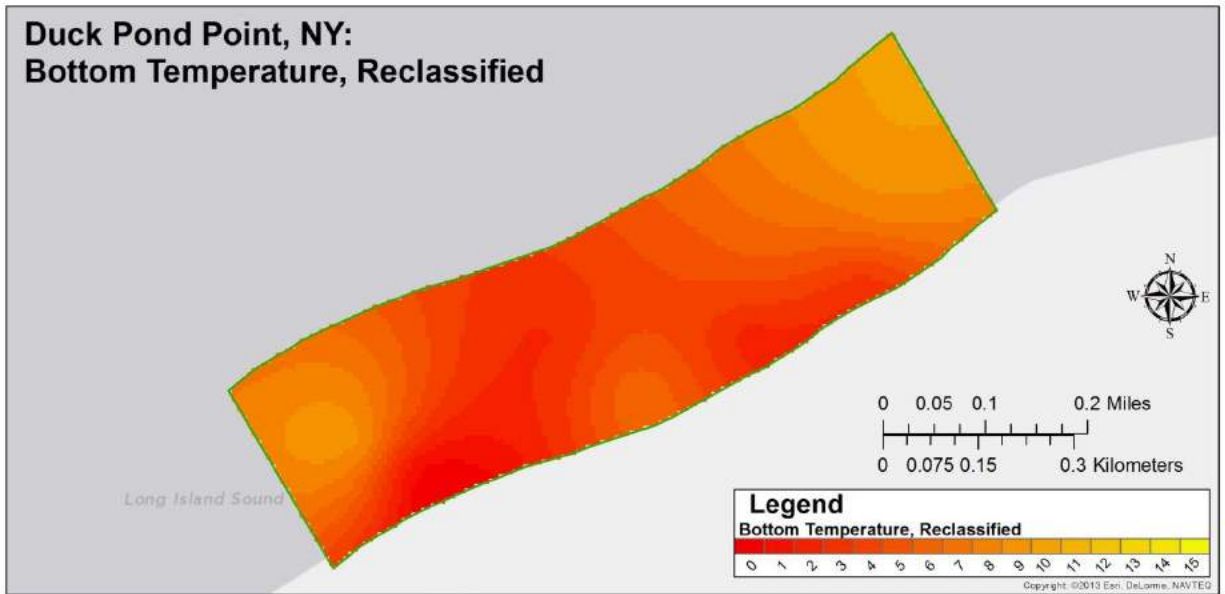 Duck Pond Point, NY:
Bottom Temperature, Reclassified
N
W E
S
0 0.05 0.1 0.2 Miles
0 0.075 0.15 0.3 Kilometers
Long Island Sound
Legend
Bottom Temperature, Reclassified
0 1 2 3 4 5 6 7 8 9 10 11 12 13 14 15
Copyright: ©2013 Esri, DeLorme, NAVTEQ